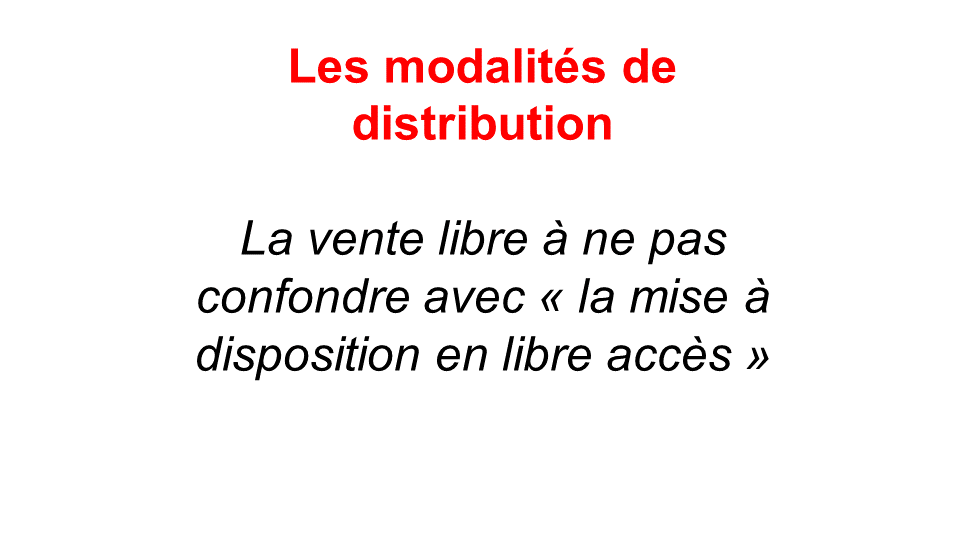 Les modalités de
distribution
La vente libre à ne pas
confondre avec « la mise à
disposition en libre accès »